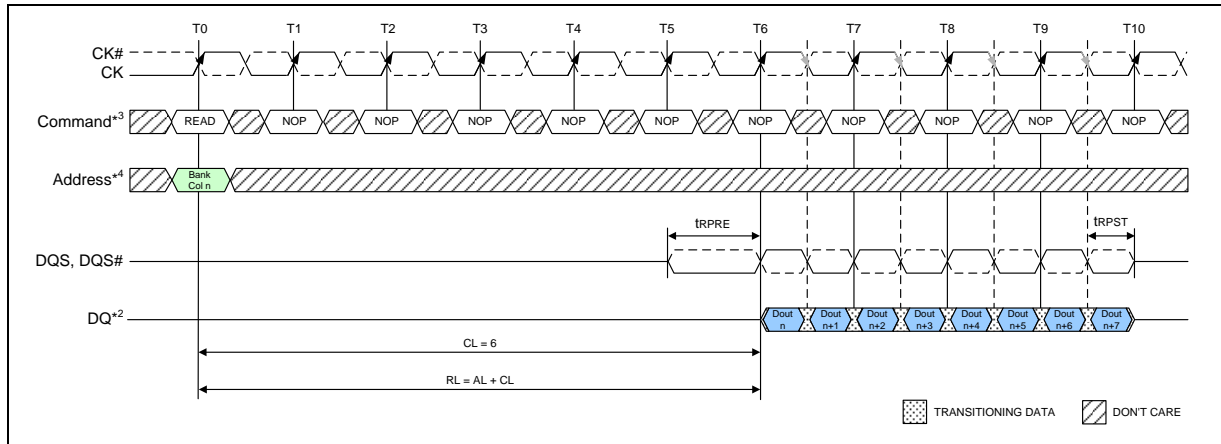 T0 T1 T2 T3 T4 T5 T6 T7 T8 T9 T10
CK#
CK
Command*3 READ NOP NOP NOP NOP NOP NOP NOP NOP NOP NOP
Address*4 Bank
Col n
tRPRE tRPST
DQS, DQS#
DQ*2 Dout Dout Dout Dout Dout Dout Dout Dout
n n+1 n+2 n+3 n+4 n+5 n+6 n+7
CL = 6
RL = AL + CL
TRANSITIONING DATA DON'T CARE